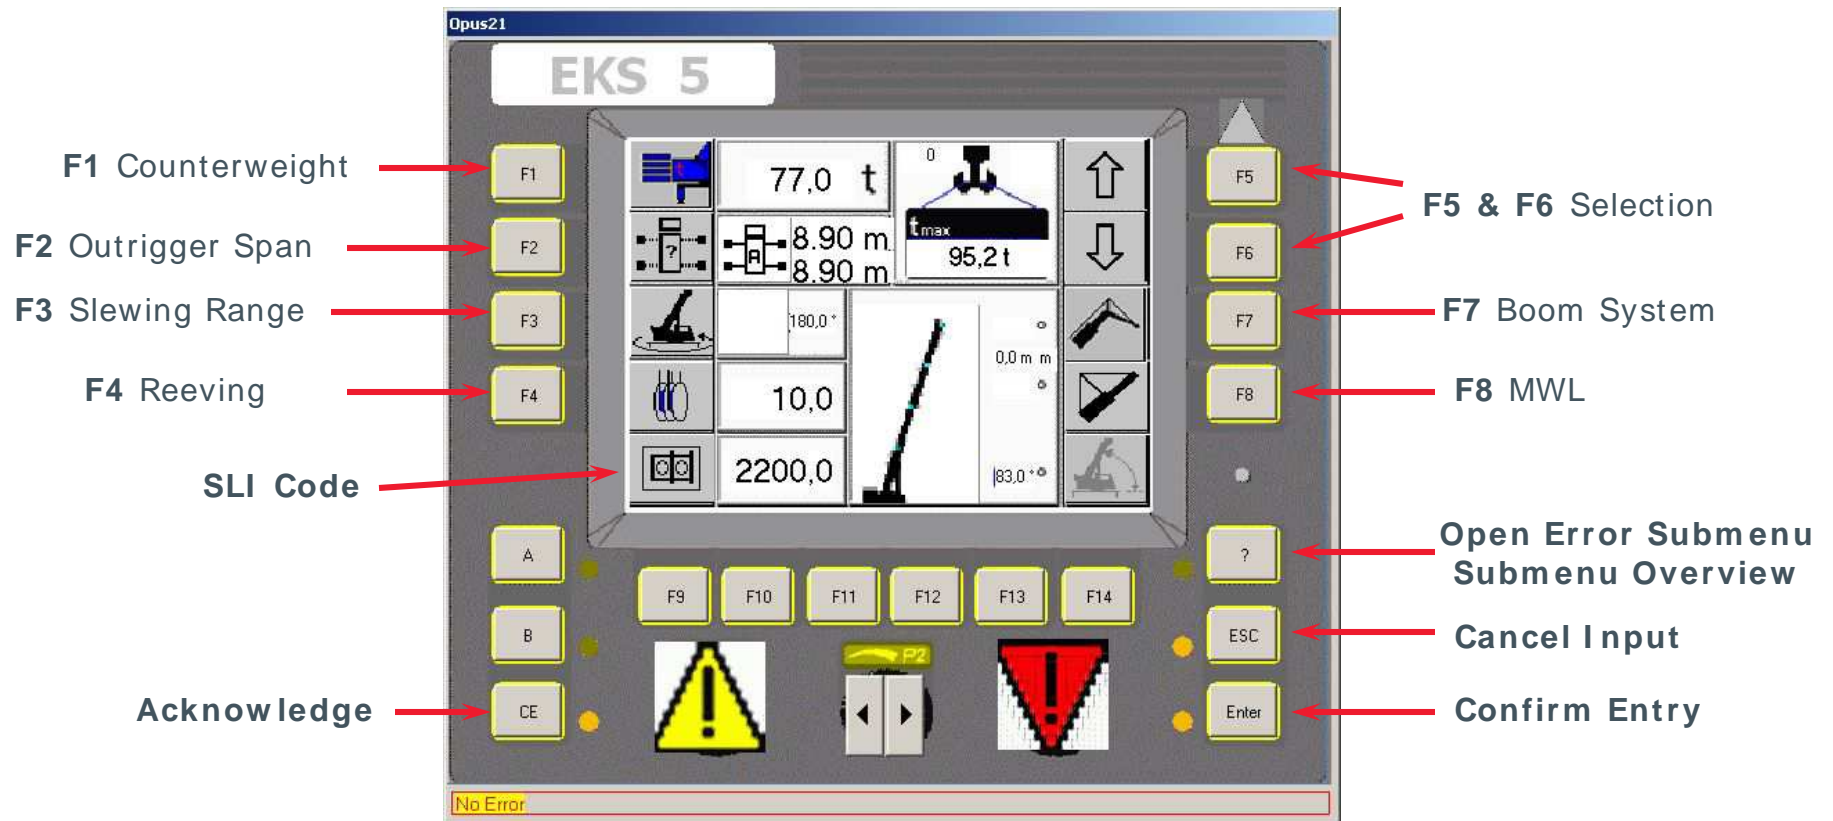 Opus21
EKS 5
F1 Counterweight
F2 Outrigger Span
F3 Slewing Range
F4 Reeving
SLI Code
Acknowledge
F1
F2
F3
F4
A
B
CE
t
77,0 t
0
tmax
95,2 t
?
A
8.90 m
8.90 m
180,0 °
10,0
2200,0
°
0,0 m m
°
83,0 ° °
F5
F6
F7
F8
?
ESC
Enter
F9
F10
F11
F12
F13
F14
P2
F5 & F6 Selection
F7 Boom System
F8 MWL
Open Error Submenu
Submenu Overview
Cancel Input
Confirm Entry
No Error